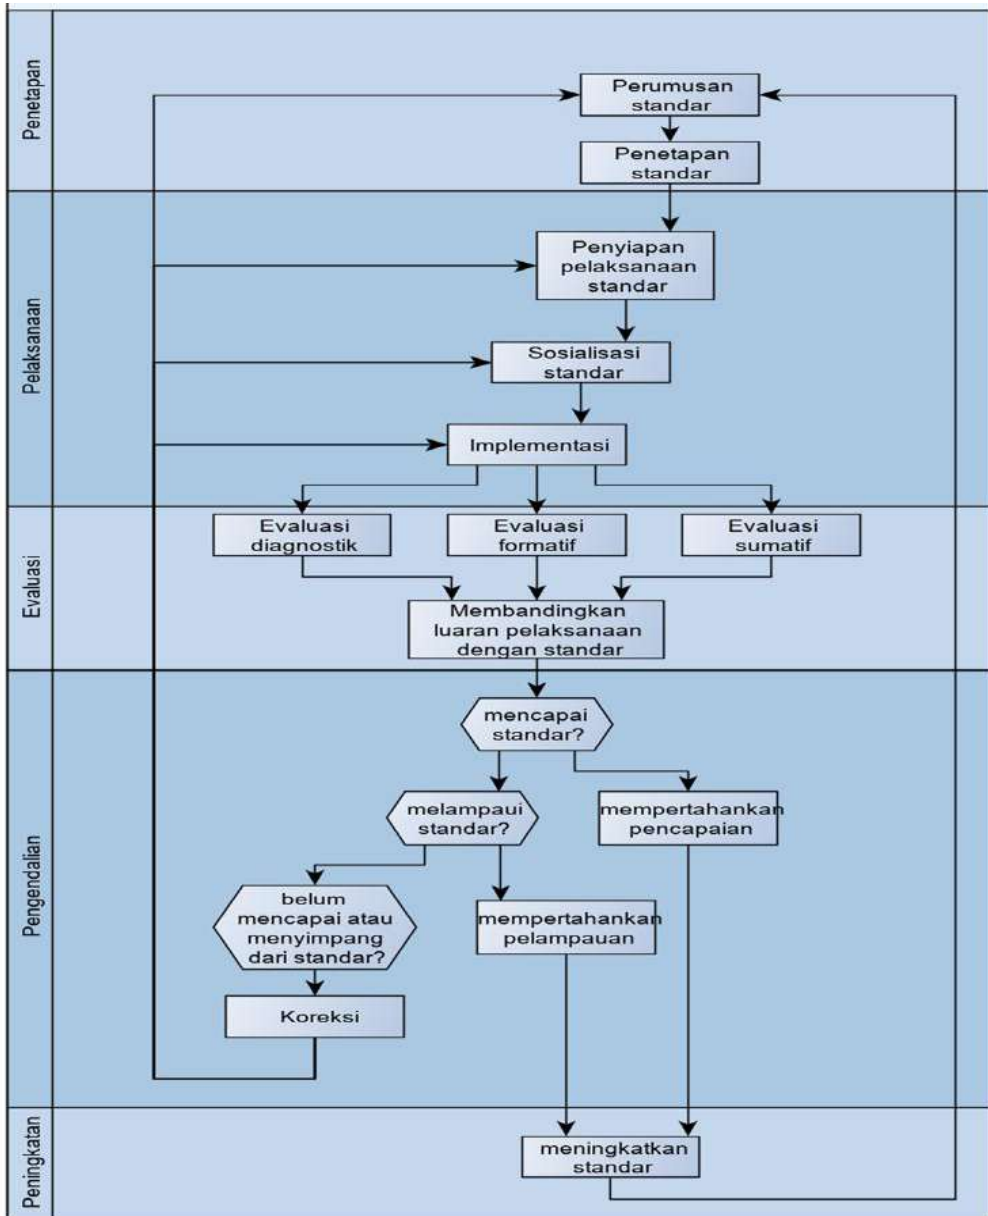 Penetapan
Perumusan
standar
Penetapan
standar
Pelaksanaan
Penyiapan
pelaksanaan
standar
Sosialisasi
standar
Implementasi
Evaluasi
Evaluasi
diagnostik
Evaluasi
formatif
Evaluasi
sumatif
Membandingkan
luaran pelaksanaan
dengan standar
Pengendalian
mencapai
standar?
melampaui
standar?
mempertahankan
pencapaian
belum
mencapai atau
menyimpang
dari standar?
mempertahankan
pelampauan
Koreksi
Peningkatan
meningkatkan
standar